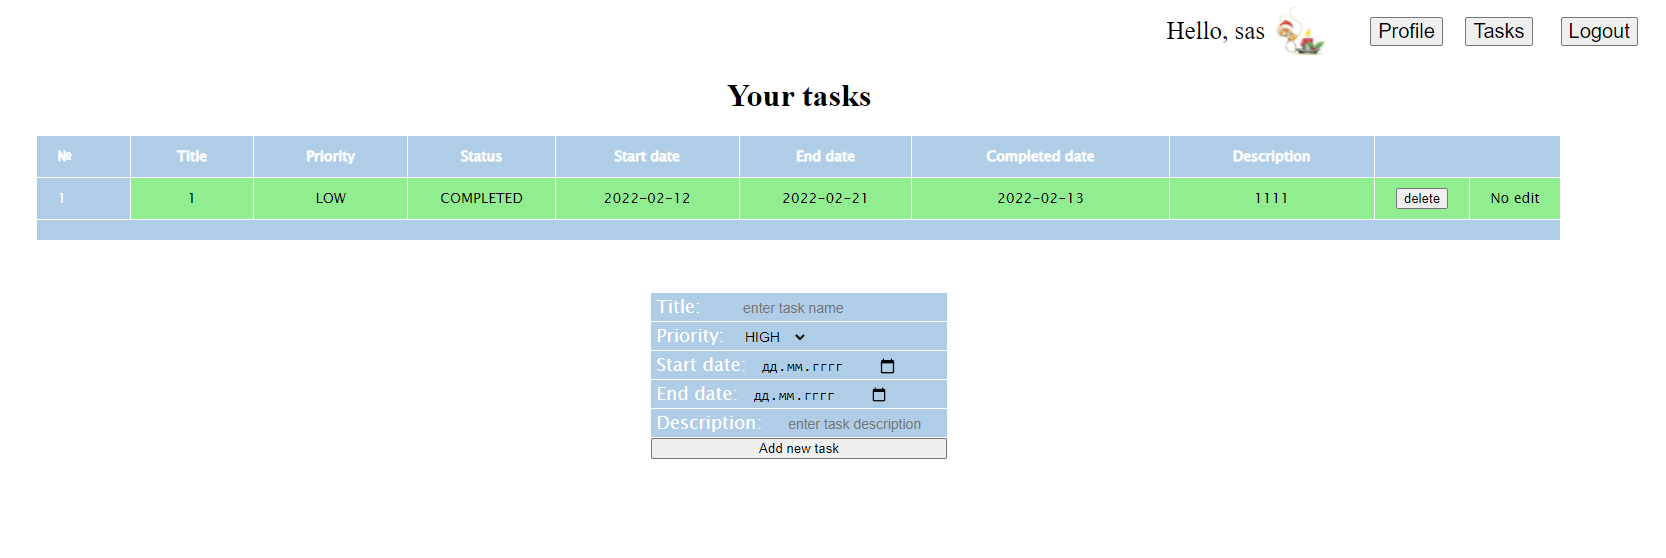 Hello, sas Profile Tasks Logout
Your tasks
№ Title Priority Status Start date End date Completed date Description
1 1 LOW COMPLETED 2022-02-12 2022-02-21 2022-02-13 1111 delete No edit
Title: enter task name
Priority: HIGH
Start date: дд.мм.гггг
End date: дд.мм.гггг
Description: enter task description
Add new task